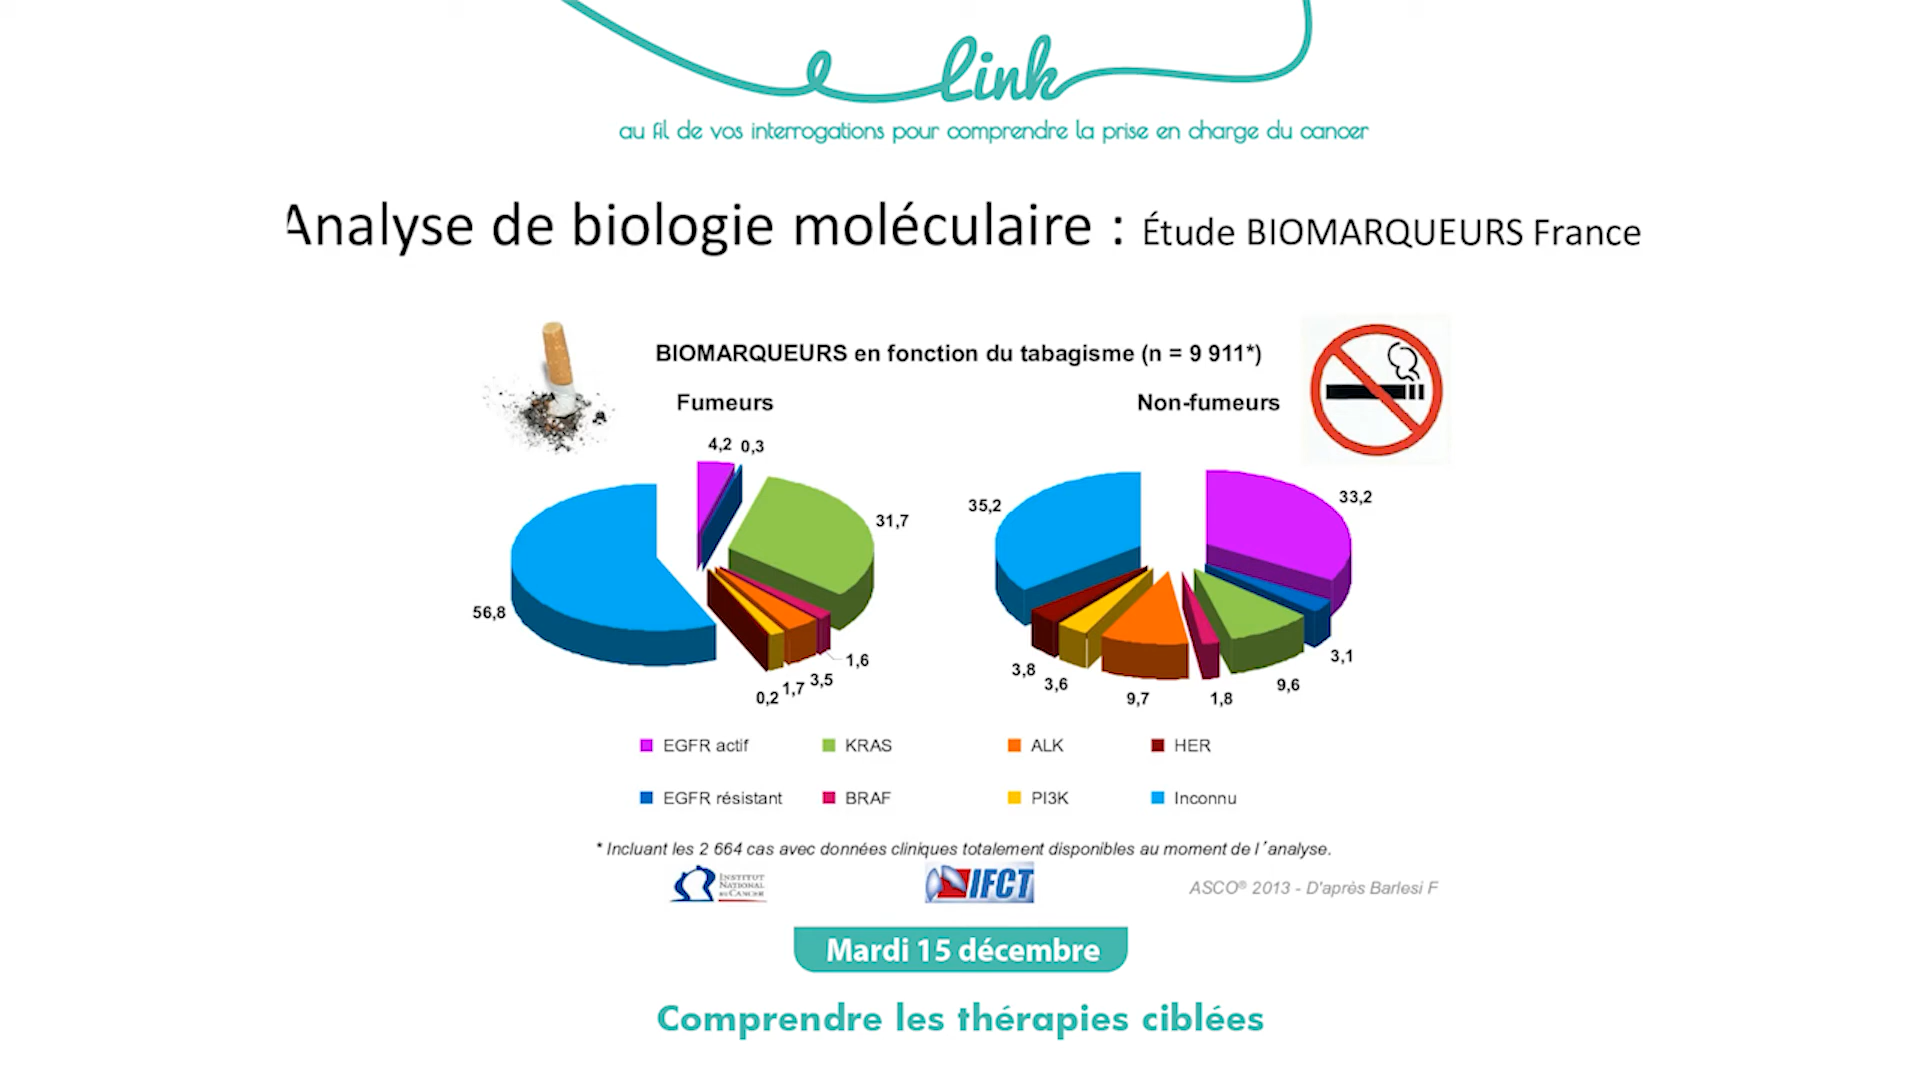 e link
au fil de vos interrogations pour comprendre la prise en charge du cancer
Analyse de biologie moléculaire : Étude BIOMARQUEURS France
BIOMARQUEURS en fonction du tabagisme (n = 9 911*)
Fumeurs
Non-fumeurs
4,2 0,3
31,7
56,8
1,6
3,5
1,7
0,2
35,2
33,2
3,1
9,6
1,8
9,7
3,6
3,8
EGFR actif
KRAS
ALK
HER
EGFR résistant
BRAF
PI3K
Inconnu
* Incluant les 2 664 cas avec données cliniques totalement disponibles au moment de l´analyse.
INSTITUT
NATIONAL
DU CANCER
IFCT
ASCO® 2013 - D'après Barlesi F
Mardi 15 décembre
Comprendre les thérapies ciblées